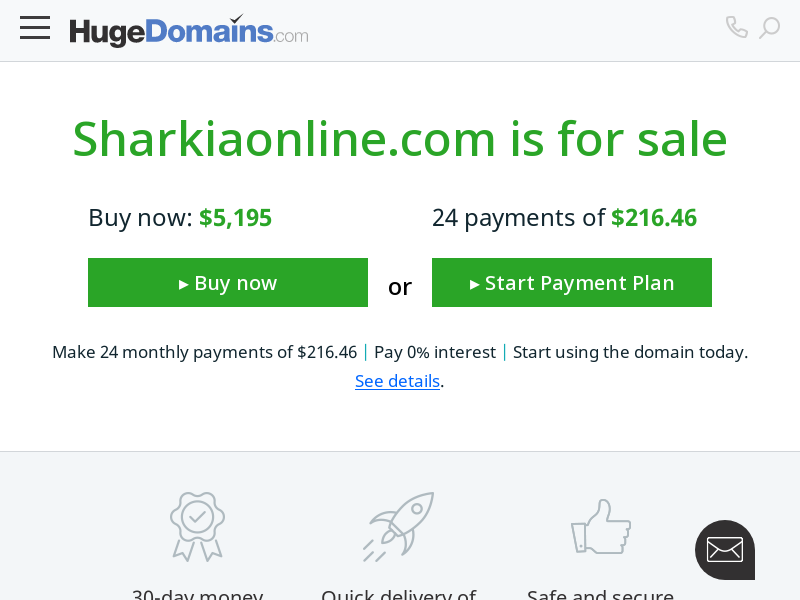 HugeDomains.com
Sharkiaonline.com is for sale
Buy now: $5,195
▸ Buy now
or
24 payments of $216.46
▸ Start Payment Plan
Make 24 monthly payments of $216.46 | Pay 0% interest | Start using the domain today.
See details.
30-day money
Quick delivery of
Safe and secure